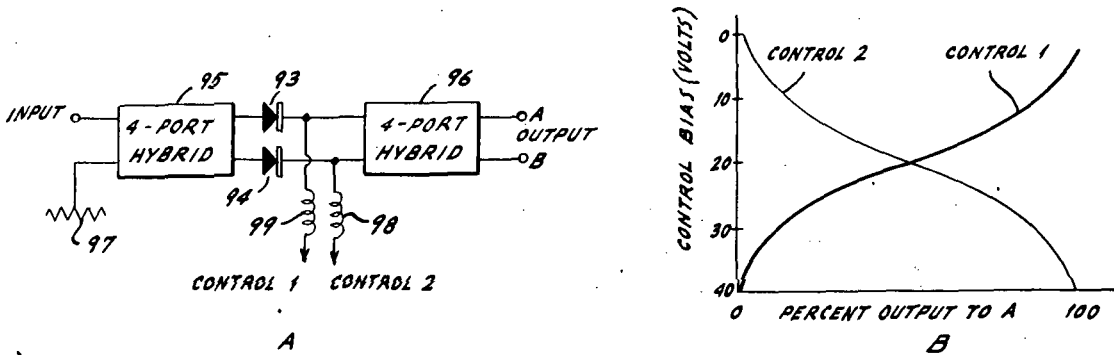 95
93
96
INPUT
4-PORT
HYBRID
94
4-PORT
HYBRID
A
OUTPUT
B
97
99
98
CONTROL 1
CONTROL 2
A
CONTROL BIAS (VOLTS)
0
10
20
30
40
CONTROL 2
CONTROL 1
0
PERCENT OUTPUT TO A
100
B